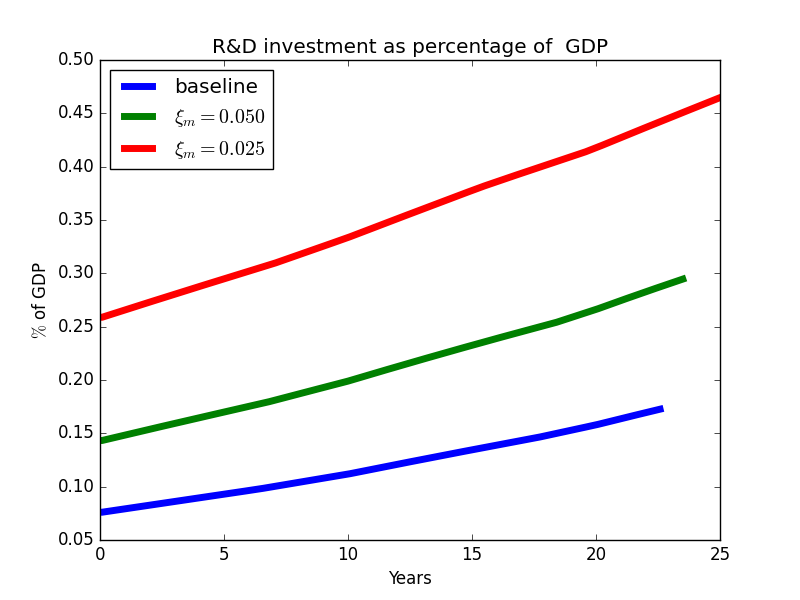 R&D investment as percentage of  GDP
baseline
ξₘ = 0.050
ξₘ = 0.025
% of GDP
0.50
0.45
0.40
0.35
0.30
0.25
0.20
0.15
0.10
0.05
0 5 10 15 20 25
Years